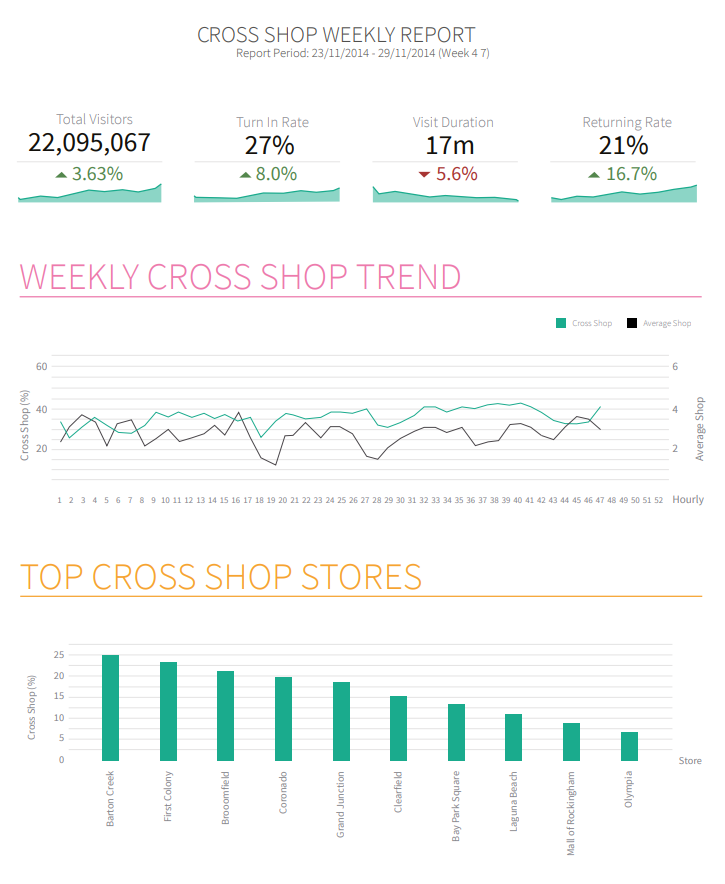 CROSS SHOP WEEKLY REPORT
Report Period: 23/11/2014 - 29/11/2014 (Week 4 7)
Total Visitors
22,095,067
3.63%
Turn In Rate
27%
8.0%
Visit Duration
17m
5.6%
Returning Rate
21%
16.7%
WEEKLY CROSS SHOP TREND
Cross Shop
Average Shop
Cross Shop (%)
60
40
20
6
4
2
Average Shop
1 2 3 4 5 6 7 8 9 10 11 12 13 14 15 16 17 18 19 20 21 22 23 24 25 26 27 28 29 30 31 32 33 34 35 36 37 38 39 40 41 42 43 44 45 46 47 48 49 50 51 52 Hourly
TOP CROSS SHOP STORES
Cross Shop (%)
25
20
15
10
5
0
Store
Barton Creek
First Colony
Brooomfield
Coronado
Grand Junction
Clearfield
Bay Park Square
Laguna Beach
Mall of Rockingham
Olympia